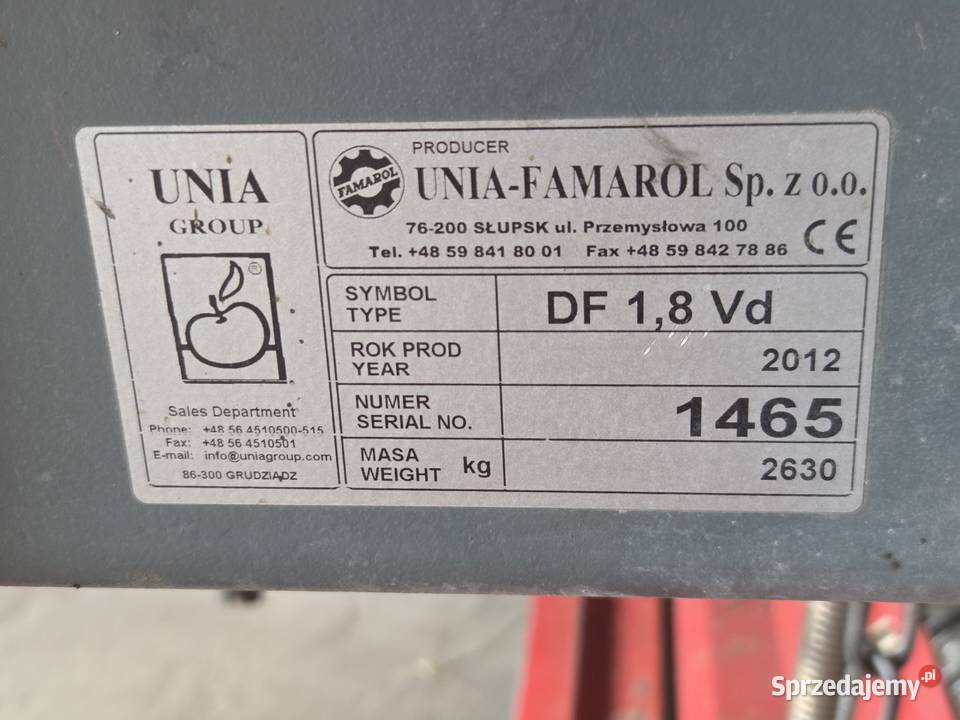 UNIA
GROUP
®
Sales Department
Phone: +48 56 4510500-515
Fax: +48 56 4510501
E-mail: info@uniagroup.com
86-300 GRUDZIĄDZ
FAMAROL
PRODUCER
UNIA-FAMAROL Sp. z o.o.
76-200 SŁUPSK ul. Przemysłowa 100
Tel. +48 59 841 80 01 Fax +48 59 842 78 86
CE
SYMBOL
TYPE
DF 1,8 Vd
ROK PROD
YEAR
2012
NUMER
SERIAL NO.
1465
MASA
WEIGHT kg
2630
Sprzedajemy.pl